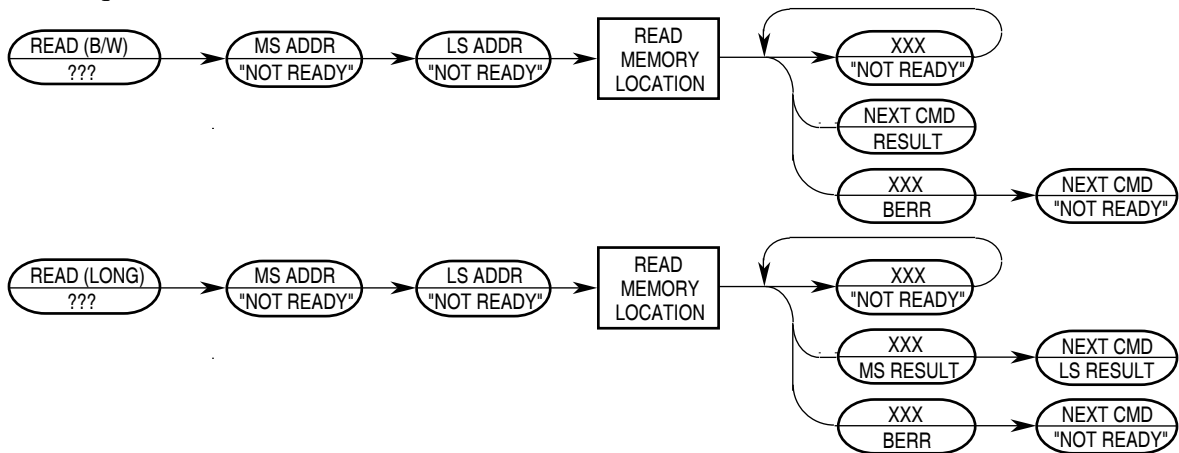 READ (B/W)
???
MS ADDR
"NOT READY"
LS ADDR
"NOT READY"
READ
MEMORY
LOCATION
XXX
"NOT READY"
NEXT CMD
RESULT
XXX
BERR
NEXT CMD
"NOT READY"
READ (LONG)
???
MS ADDR
"NOT READY"
LS ADDR
"NOT READY"
READ
MEMORY
LOCATION
XXX
"NOT READY"
XXX
MS RESULT
NEXT CMD
LS RESULT
XXX
BERR
NEXT CMD
"NOT READY"